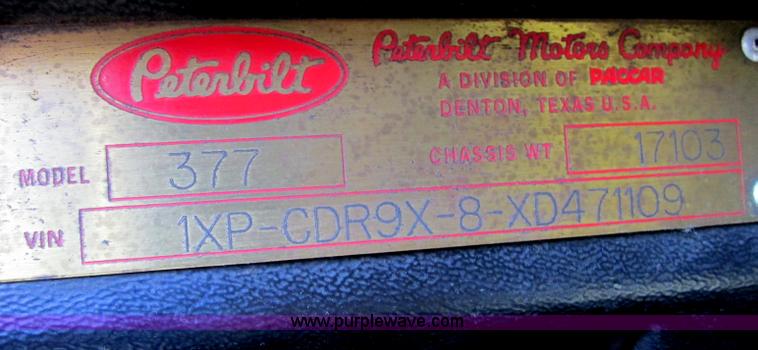 Peterbilt
Peterbilt Motors Company
A DIVISION OF PACCAR
DENTON, TEXAS U.S.A.
MODEL 377
CHASSIS WT 17103
VIN 1XP-CDR9X-8-XD471109
www.purplewave.com